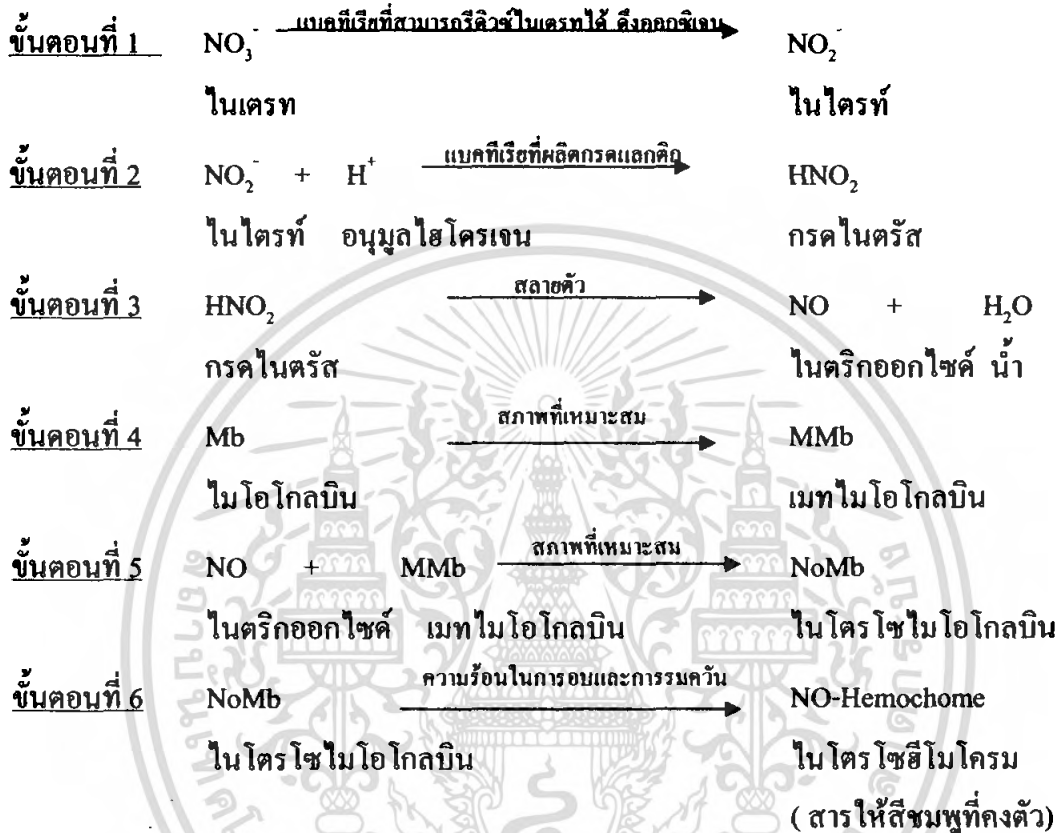 แบคทีเรียที่สามารถรีดิวซ์ไนเตรทได้ ดึงออกซิเจน
ขั้นตอนที่ 1 NO₃⁻ NO₂⁻
ไนเตรท ไนไตรท์
แบคทีเรียที่ผลิตกรดแลกติก
ขั้นตอนที่ 2 NO₂⁻ + H⁺ HNO₂
ไนไตรท์ อนุมูลไฮโดรเจน กรดไนตรัส
สลายตัว
ขั้นตอนที่ 3 HNO₂ NO + H₂O
กรดไนตรัส ไนตริกออกไซด์ น้ำ
สภาพที่เหมาะสม
ขั้นตอนที่ 4 Mb MMb
ไมโอโกลบิน เมทไมโอโกลบิน
สภาพที่เหมาะสม
ขั้นตอนที่ 5 NO + MMb NoMb
ไนตริกออกไซด์ เมทไมโอโกลบิน ไนโตรโซไมโอโกลบิน
ความร้อนในการอบและการรมควัน
ขั้นตอนที่ 6 NoMb NO-Hemochome
ไนโตรโซไมโอโกลบิน ไนโตรโซฮีโมโครม
( สารให้สีชมพูที่คงตัว)